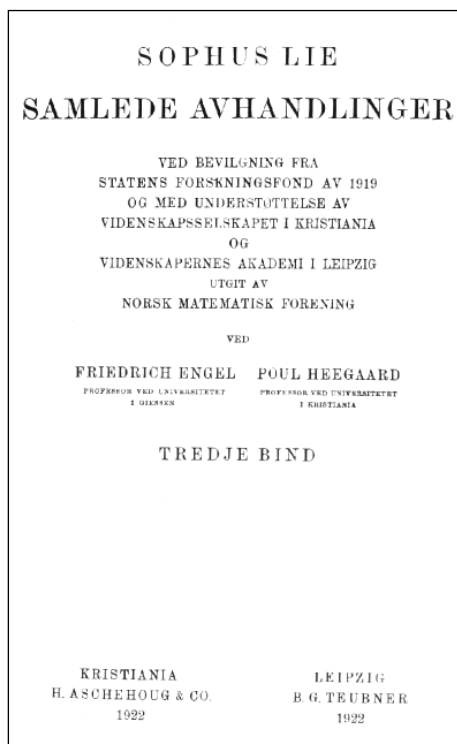 SOPHUS LIE
SAMLEDE AVHANDLINGER
VED BEVILGNING FRA
STATENS FORSKNINGSFOND AV 1919
OG MED UNDERSTØTTELSE AV
VIDENSKAPSSELSKAPET I KRISTIANIA
OG
VIDENSKAPERNES AKADEMI I LEIPZIG
UTGIT AV
NORSK MATEMATISK FORENING
VED
FRIEDRICH ENGEL
PROFESSOR VED UNIVERSITETET
I GIESSEN
POUL HEEGAARD
PROFESSOR VED UNIVERSITETET
I KRISTIANIA
TREDJE BIND
KRISTIANIA
H. ASCHEHOUG & CO.
1922
LEIPZIG
B. G. TEUBNER
1922